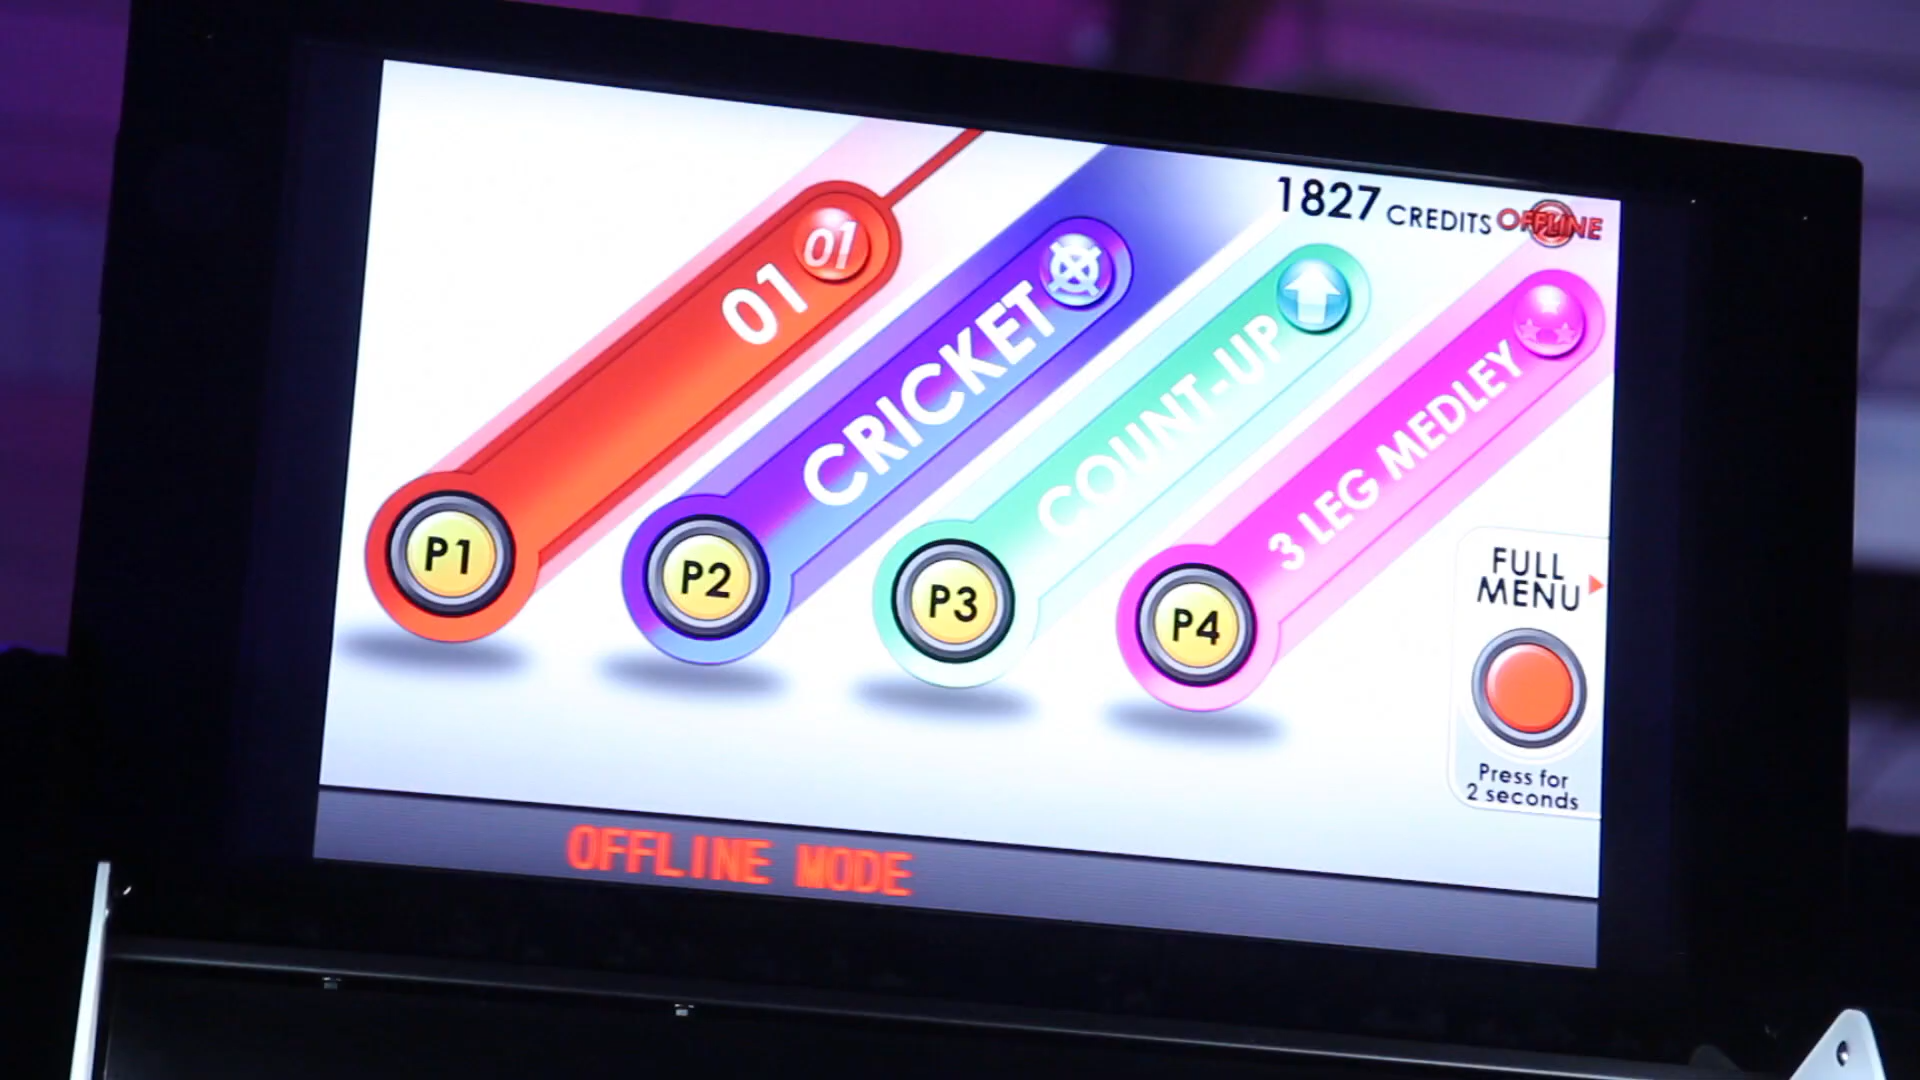 1827 CREDITS OFFLINE
01
01
CRICKET
COUNT-UP
3 LEG MEDLEY
P1
P2
P3
P4
FULL
MENU
Press for
2 seconds
OFFLINE MODE